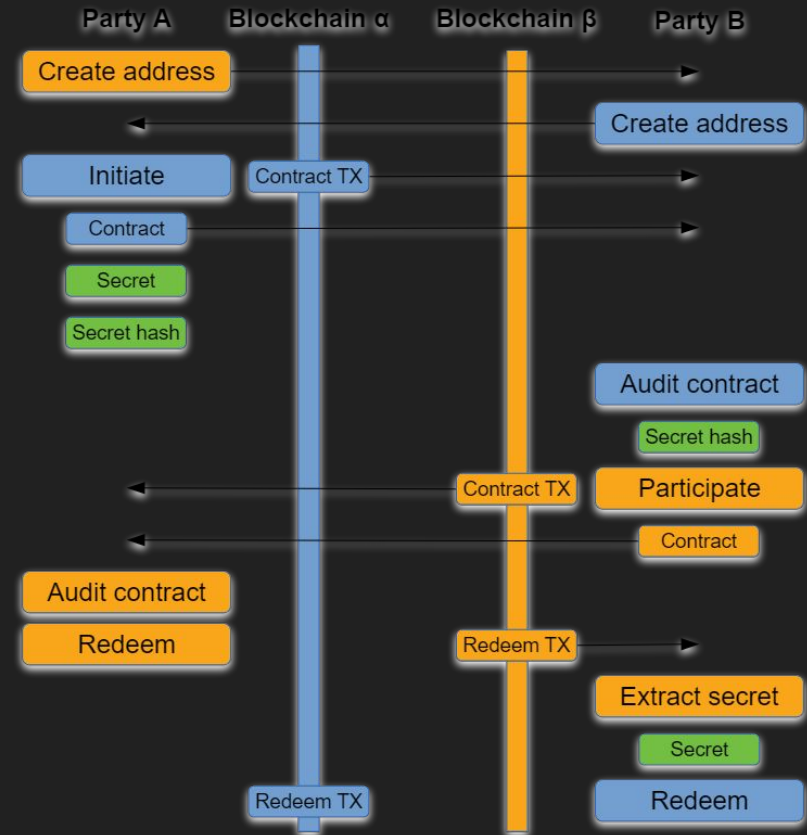 Party A Blockchain α Blockchain β Party B
Create address
Create address
Initiate Contract TX
Contract
Secret
Secret hash
Audit contract
Secret hash
Contract TX Participate
Contract
Audit contract
Redeem Redeem TX
Extract secret
Secret
Redeem TX Redeem